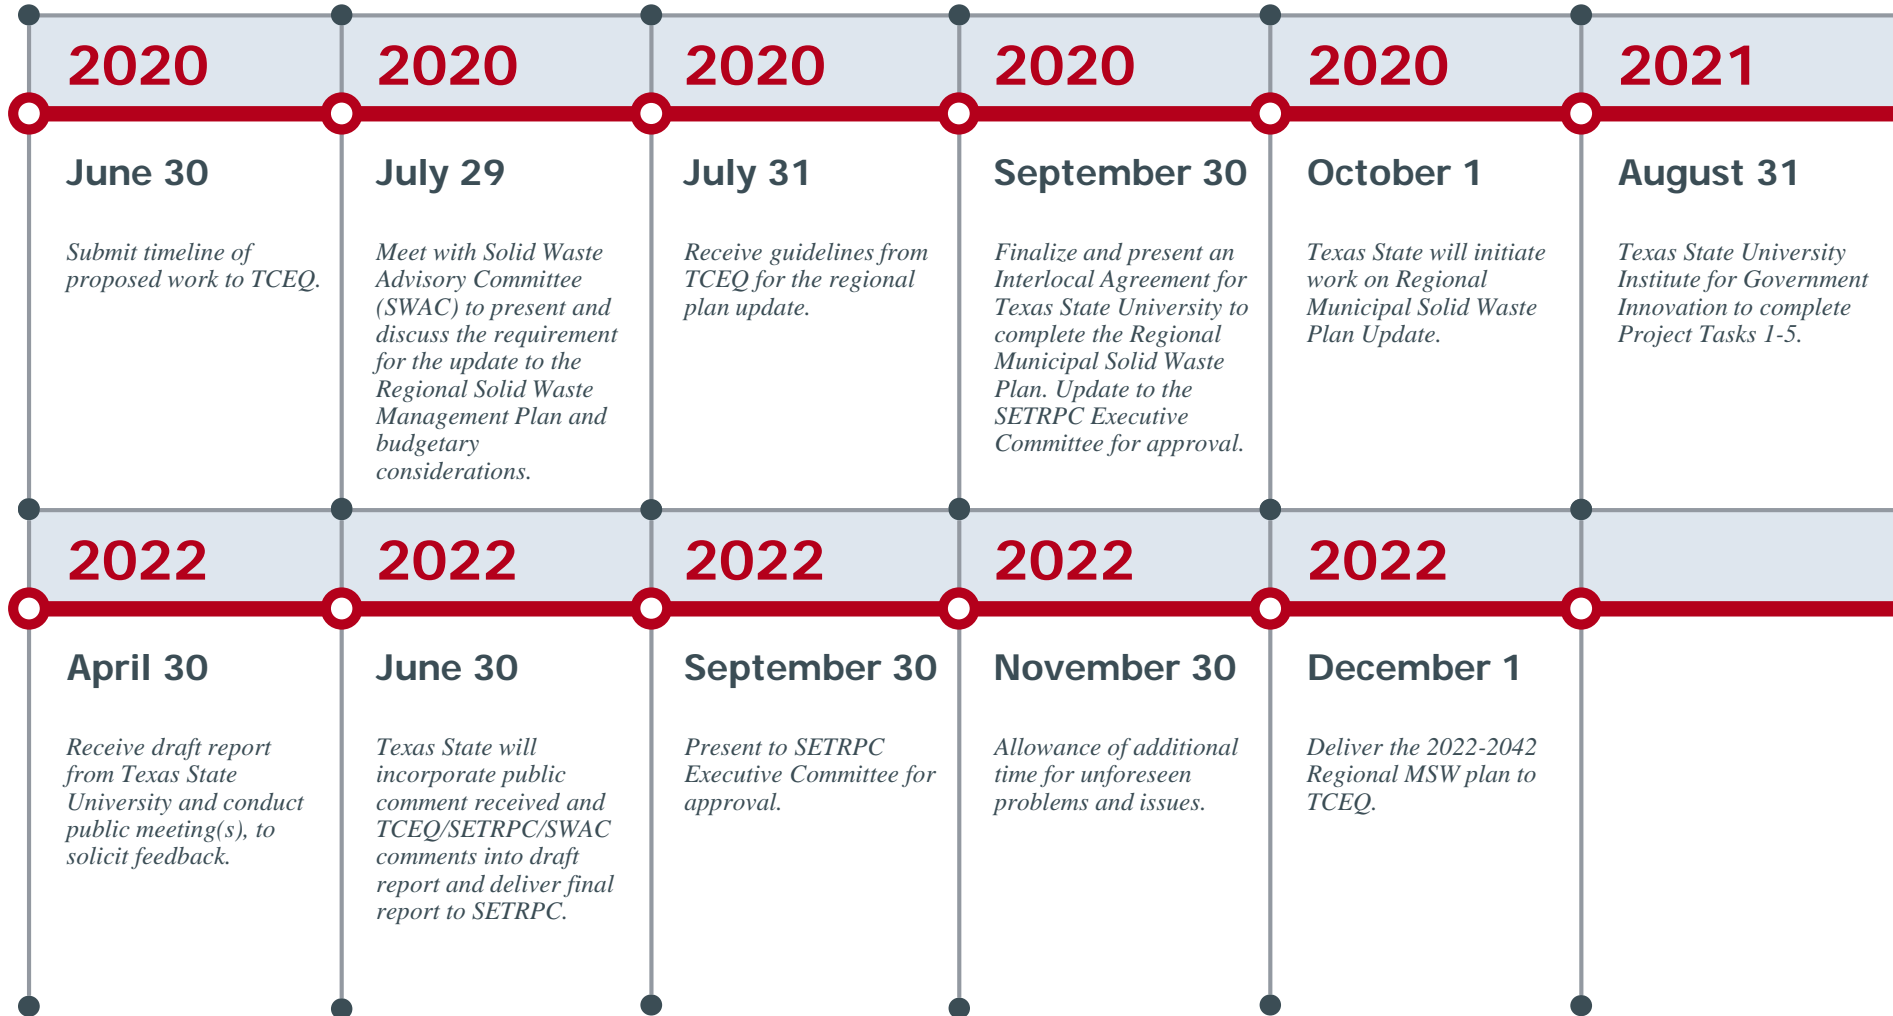 2020
June 30
Submit timeline of
proposed work to TCEQ.
2020
July 29
Meet with Solid Waste
Advisory Committee
(SWAC) to present and
discuss the requirement
for the update to the
Regional Solid Waste
Management Plan and
budgetary
considerations.
2020
July 31
Receive guidelines from
TCEQ for the regional
plan update.
2020
September 30
Finalize and present an
Interlocal Agreement for
Texas State University to
complete the Regional
Municipal Solid Waste
Plan. Update to the
SETRPC Executive
Committee for approval.
2020
October 1
Texas State will initiate
work on Regional
Municipal Solid Waste
Plan Update.
2021
August 31
Texas State University
Institute for Government
Innovation to complete
Project Tasks 1-5.
2022
April 30
Receive draft report
from Texas State
University and conduct
public meeting(s), to
solicit feedback.
2022
June 30
Texas State will
incorporate public
comment received and
TCEQ/SETRPC/SWAC
comments into draft
report and deliver final
report to SETRPC.
2022
September 30
Present to SETRPC
Executive Committee for
approval.
2022
November 30
Allowance of additional
time for unforeseen
problems and issues.
2022
December 1
Deliver the 2022-2042
Regional MSW plan to
TCEQ.